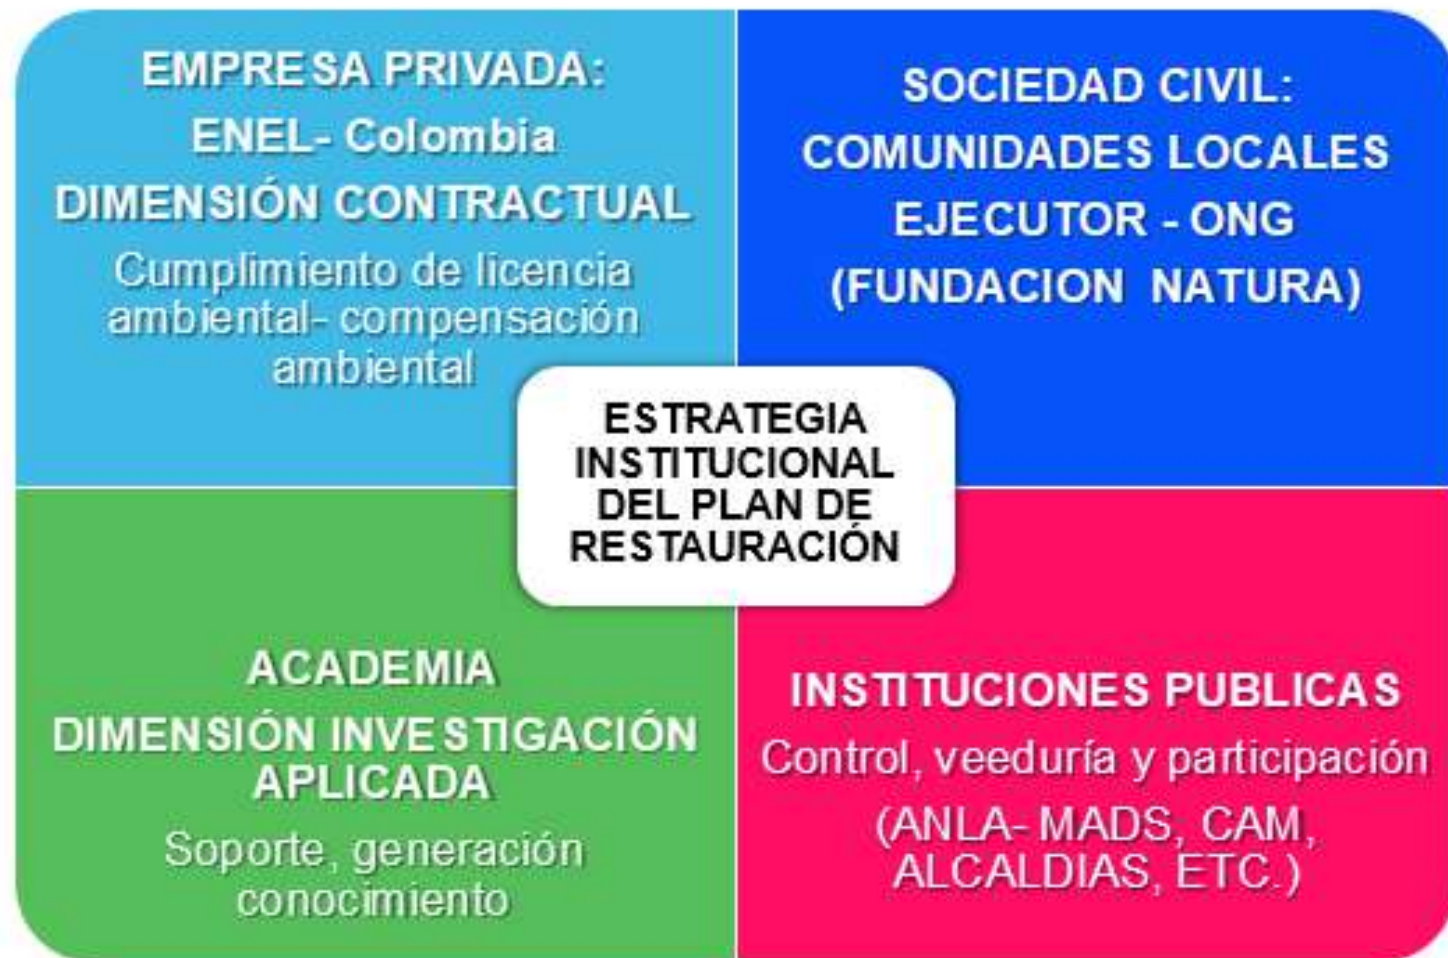 EMPRESA PRIVADA:
ENEL- Colombia
DIMENSIÓN CONTRACTUAL
Cumplimiento de licencia
ambiental- compensación
ambiental
SOCIEDAD CIVIL:
COMUNIDADES LOCALES
EJECUTOR - ONG
(FUNDACION NATURA)
ESTRATEGIA
INSTITUCIONAL
DEL PLAN DE
RESTAURACIÓN
ACADEMIA
DIMENSIÓN INVESTIGACIÓN
APLICADA
Soporte, generación
conocimiento
INSTITUCIONES PUBLICAS
Control, veeduría y participación
(ANLA- MADS, CAM,
ALCALDIAS, ETC.)